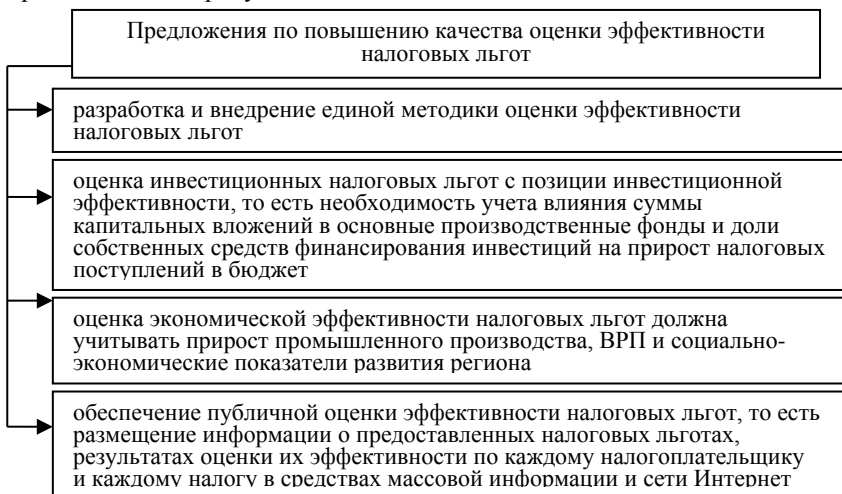 Предложения по повышению качества оценки эффективности
налоговых льгот
разработка и внедрение единой методики оценки эффективности
налоговых льгот
оценка инвестиционных налоговых льгот с позиции инвестиционной
эффективности, то есть необходимость учета влияния суммы
капитальных вложений в основные производственные фонды и доли
собственных средств финансирования инвестиций на прирост налоговых
поступлений в бюджет
оценка экономической эффективности налоговых льгот должна
учитывать прирост промышленного производства, ВРП и социально-
экономические показатели развития региона
обеспечение публичной оценки эффективности налоговых льгот, то есть
размещение информации о предоставленных налоговых льготах,
результатах оценки их эффективности по каждому налогоплательщику
и каждому налогу в средствах массовой информации и сети Интернет